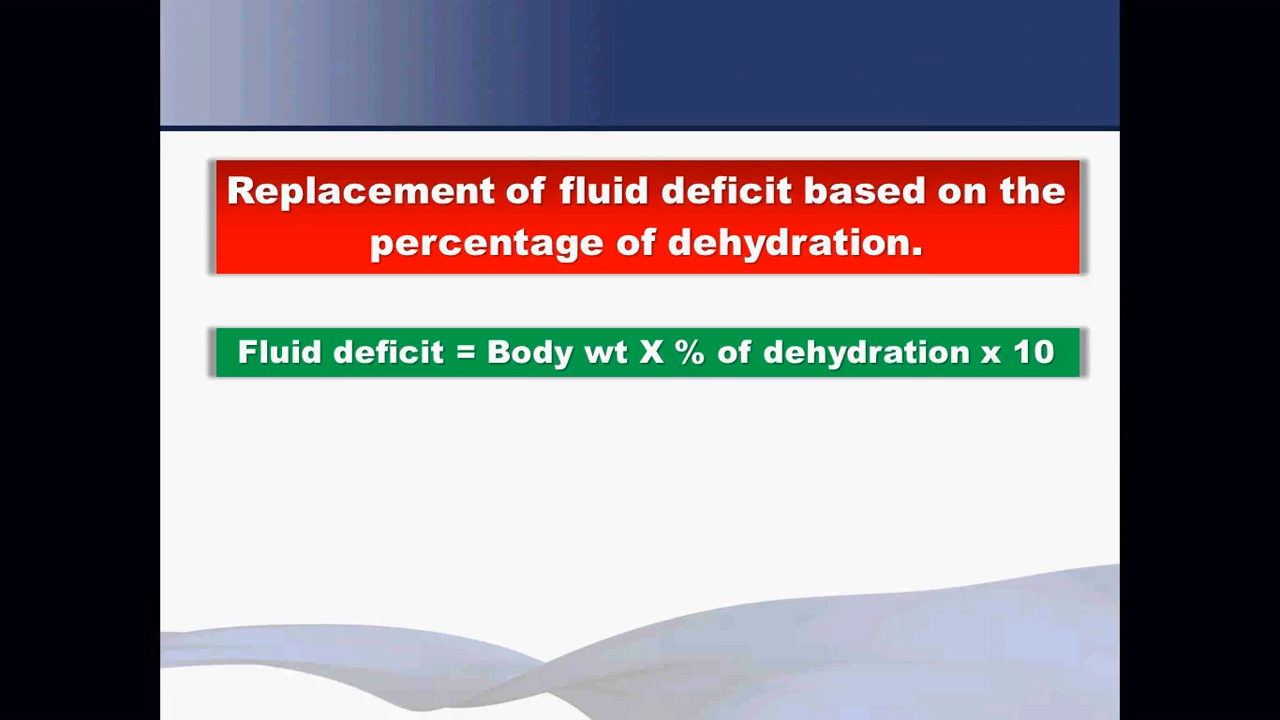 Replacement of fluid deficit based on the
percentage of dehydration.
Fluid deficit = Body wt X % of dehydration x 10